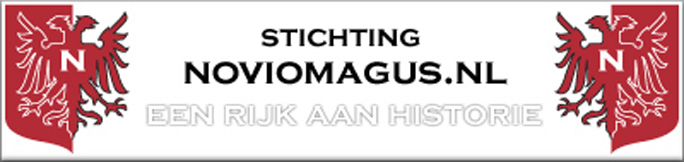 STICHTING
N NOVIOMAGUS.NL N
EEN RIJK AAN HISTORIE